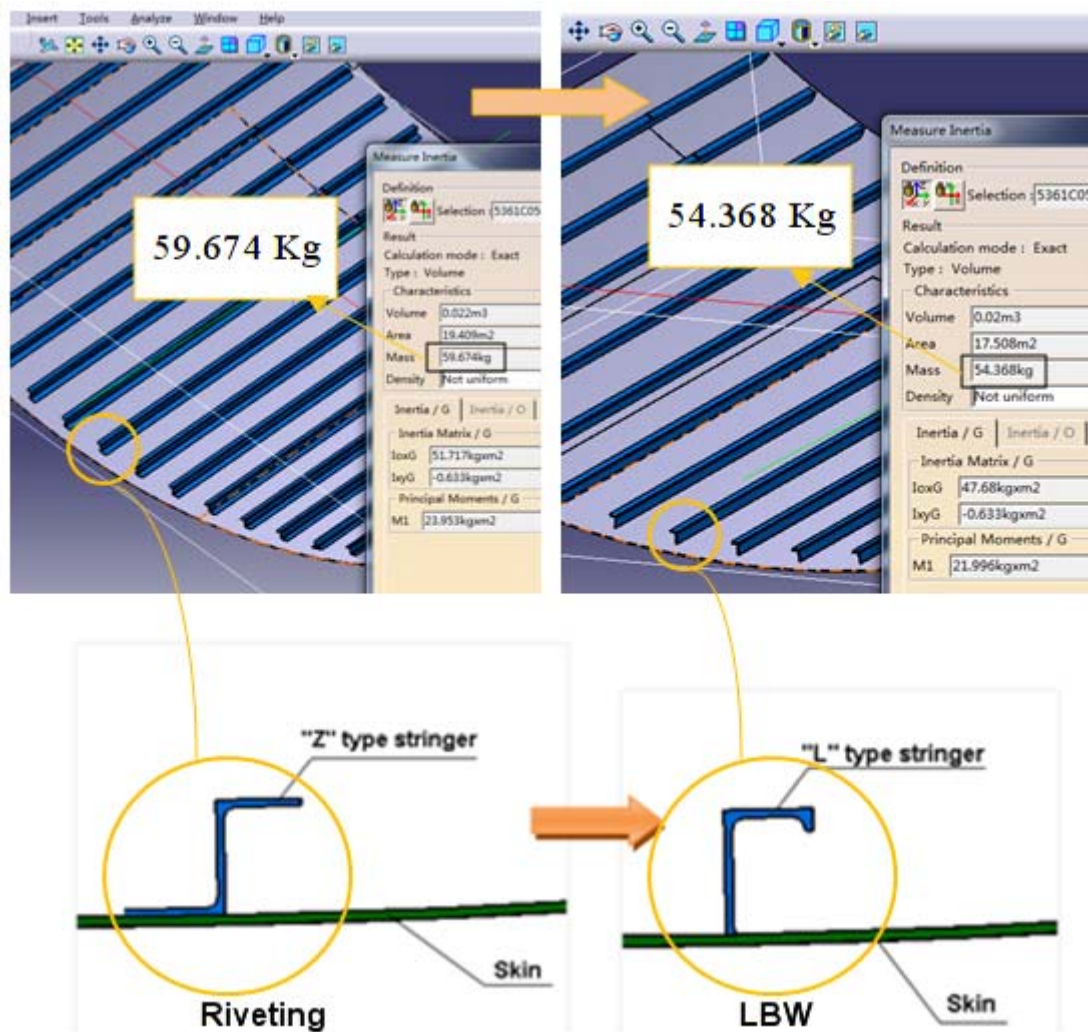 Insert Tools Analyze Window Help
Measure Inertia
Definition
Selection : 5361C05
Result
Calculation mode : Exact
Type : Volume
Characteristics
Volume 0.022m3
Area 19.409m2
Mass 59.674kg
Density Not uniform
Inertia / G Inertia / O
Inertia Matrix / G
IoxG 51.717kgxm2
IxyG -0.633kgxm2
Principal Moments / G
M1 23.953kgxm2
59.674 Kg
Measure Inertia
Definition
Selection : 5361C05
Result
Calculation mode : Exact
Type : Volume
Characteristics
Volume 0.02m3
Area 17.508m2
Mass 54.368kg
Density Not uniform
Inertia / G Inertia / O
Inertia Matrix / G
IoxG 47.68kgxm2
IxyG -0.633kgxm2
Principal Moments / G
M1 21.996kgxm2
54.368 Kg
"Z" type stringer
Skin
Riveting
"L" type stringer
Skin
LBW